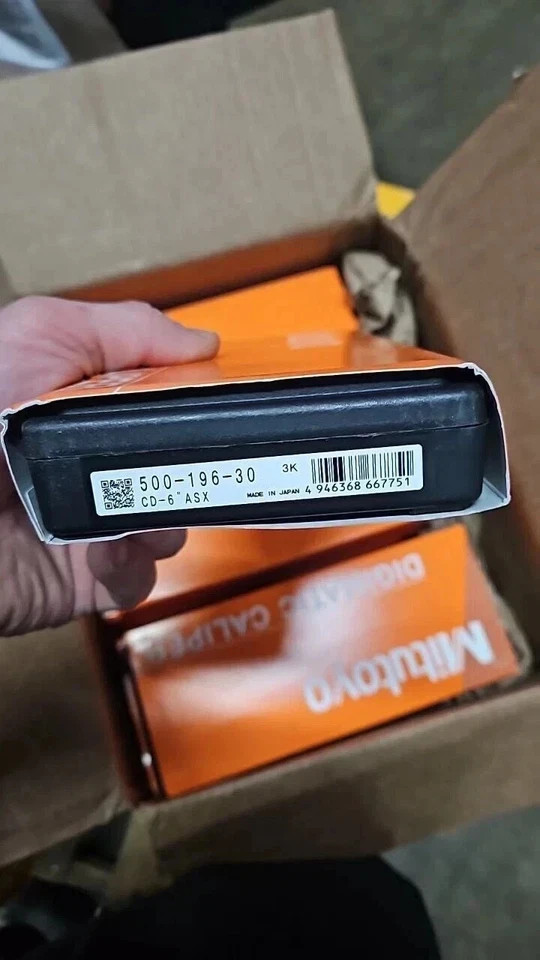 500-196-30
3K
CD-6"ASX
MADE IN JAPAN
4 946368 667751
DIGIMATIC CALIPER
Mitutoyo